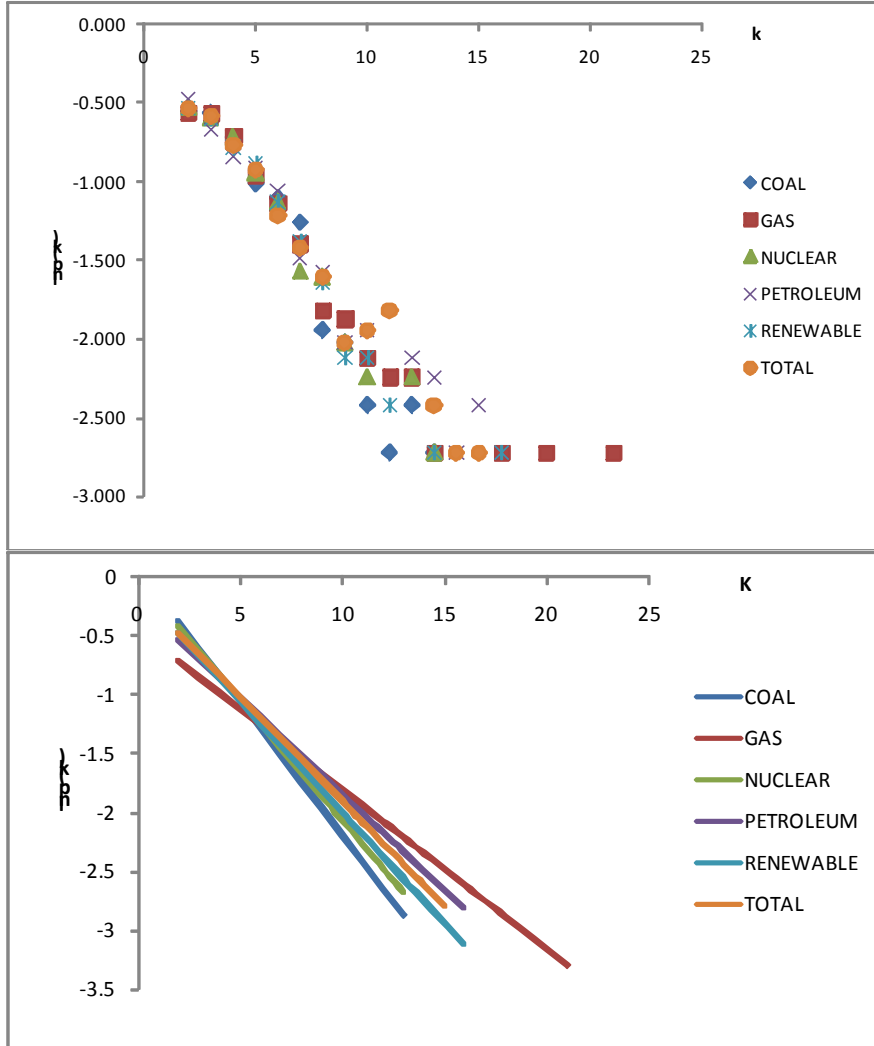 0.000
k
0 5 10 15 20 25
-0.500
-1.000
-1.500
-2.000
-2.500
-3.000
COAL
GAS
NUCLEAR
PETROLEUM
RENEWABLE
TOTAL
0
K
0 5 10 15 20 25
-0.5
-1
-1.5
-2
-2.5
-3
-3.5
COAL
GAS
NUCLEAR
PETROLEUM
RENEWABLE
TOTAL